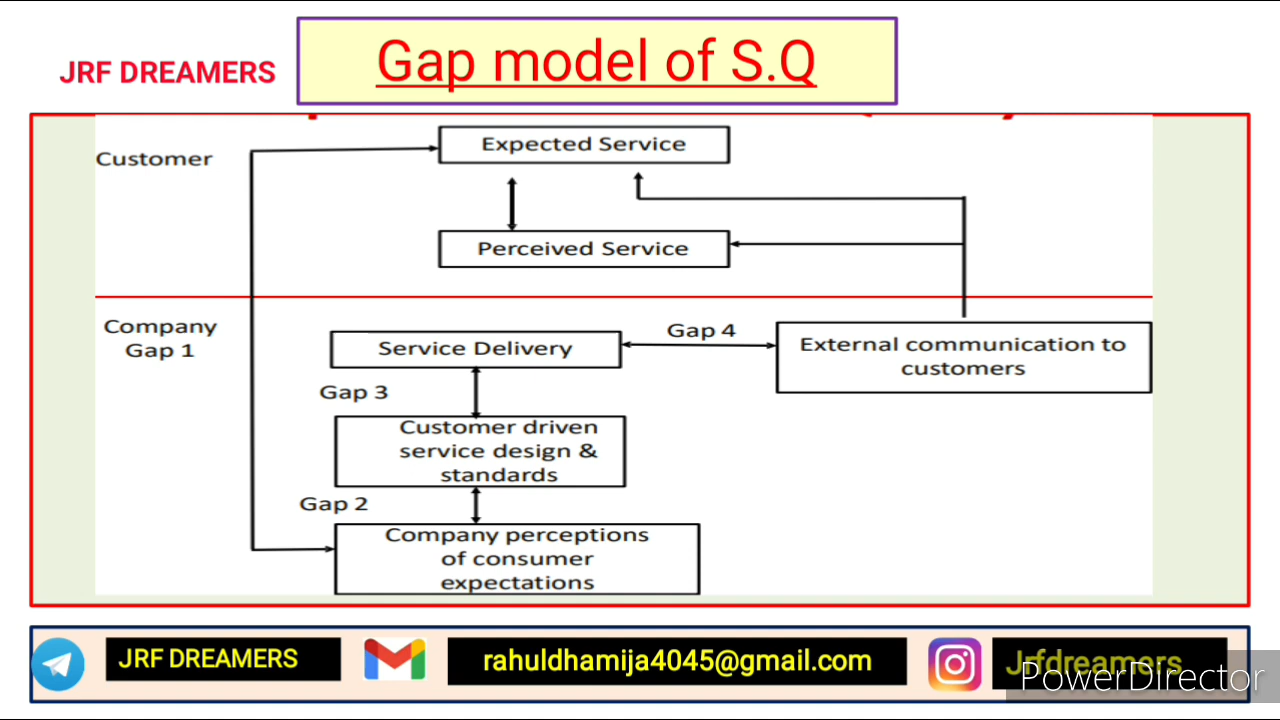 JRF DREAMERS
Gap model of S.Q
Customer
Expected Service
Perceived Service
Company
Gap 1
Service Delivery
Gap 4
External communication to
customers
Gap 3
Customer driven
service design &
standards
Gap 2
Company perceptions
of consumer
expectations
JRF DREAMERS
rahuldhamija4045@gmail.com
Jrfdreamers
PowerDirector